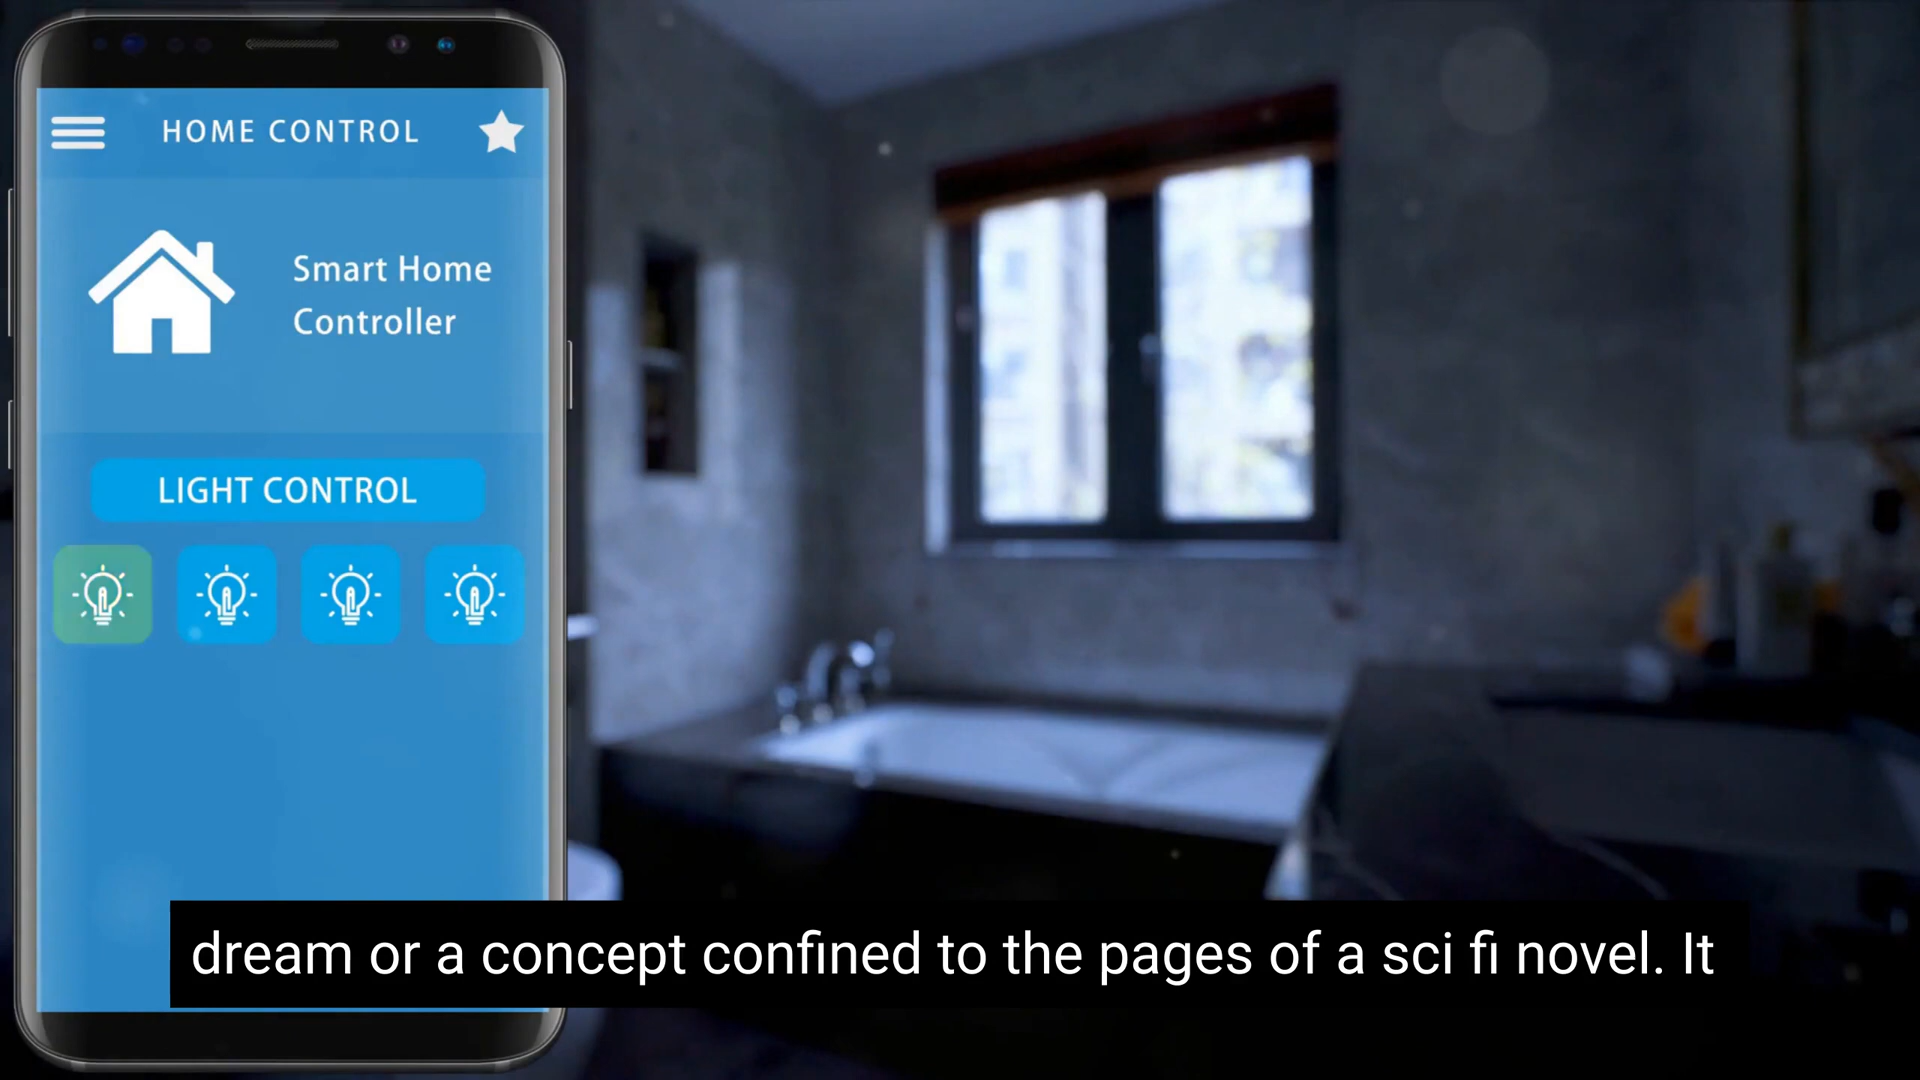 HOME CONTROL
Smart Home
Controller
LIGHT CONTROL
dream or a concept confined to the pages of a sci fi novel. It